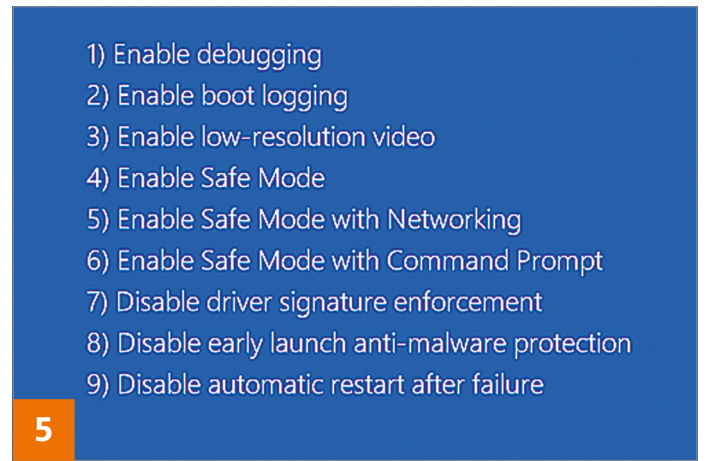 1) Enable debugging
2) Enable boot logging
3) Enable low-resolution video
4) Enable Safe Mode
5) Enable Safe Mode with Networking
6) Enable Safe Mode with Command Prompt
7) Disable driver signature enforcement
8) Disable early launch anti-malware protection
9) Disable automatic restart after failure
5